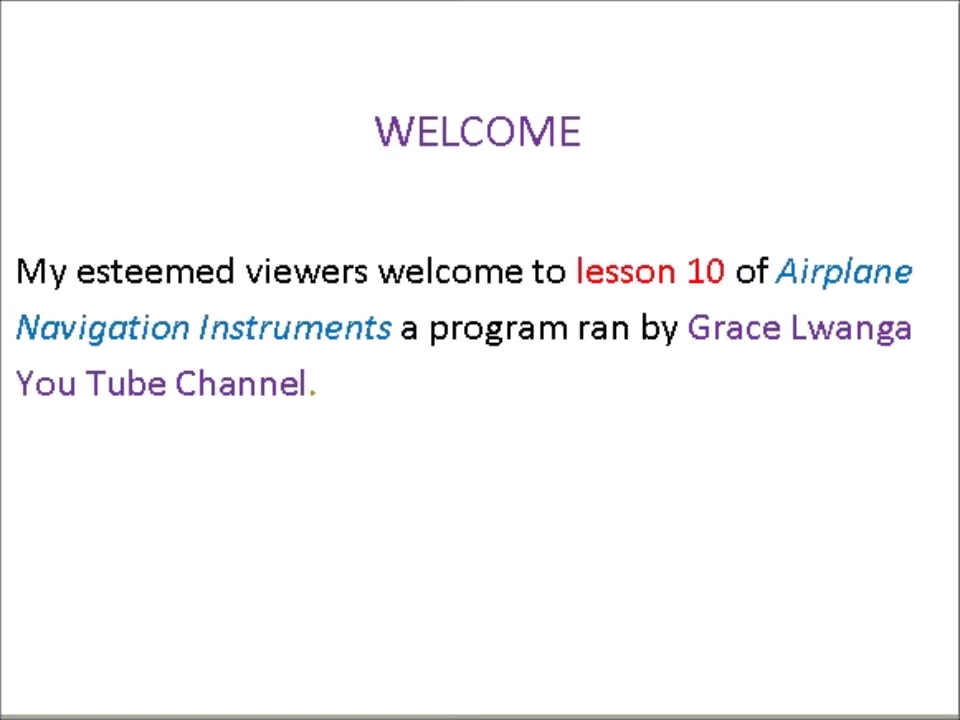 WELCOME
My esteemed viewers welcome to lesson 10 of Airplane
Navigation Instruments a program ran by Grace Lwanga
You Tube Channel.